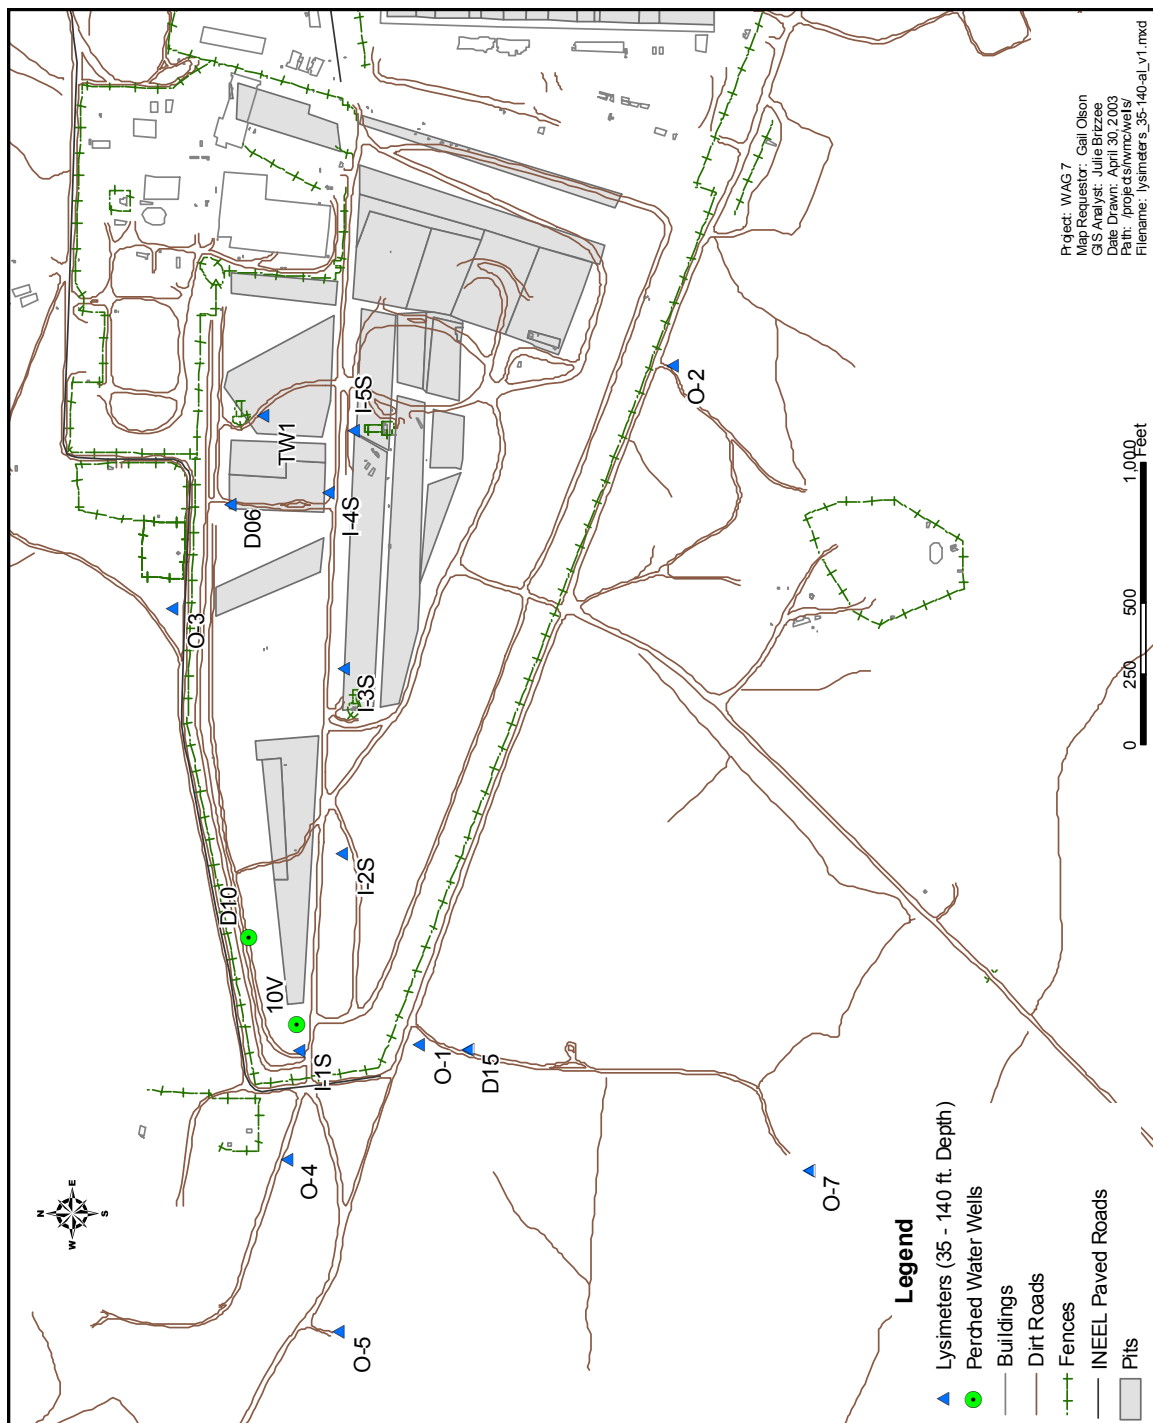 Project: WAG 7
Map Requestor: Gail Olson
GIS Analyst: Julie Brizzee
Date Drawn: April 30, 2003
Path: /projects/rwmc/wells/
Filename: lysimeters_35-140-al_v1.mxd
N
W
E
S
TW1
I-5S
D06
I-4S
O-2
O-3
I-3S
D10
I-2S
10V
I-1S
O-1
D15
O-4
O-7
O-5
0 250 500 1,000
Feet
Legend
Lysimeters (35 - 140 ft. Depth)
Perched Water Wells
Buildings
Dirt Roads
Fences
INEEL Paved Roads
Pits